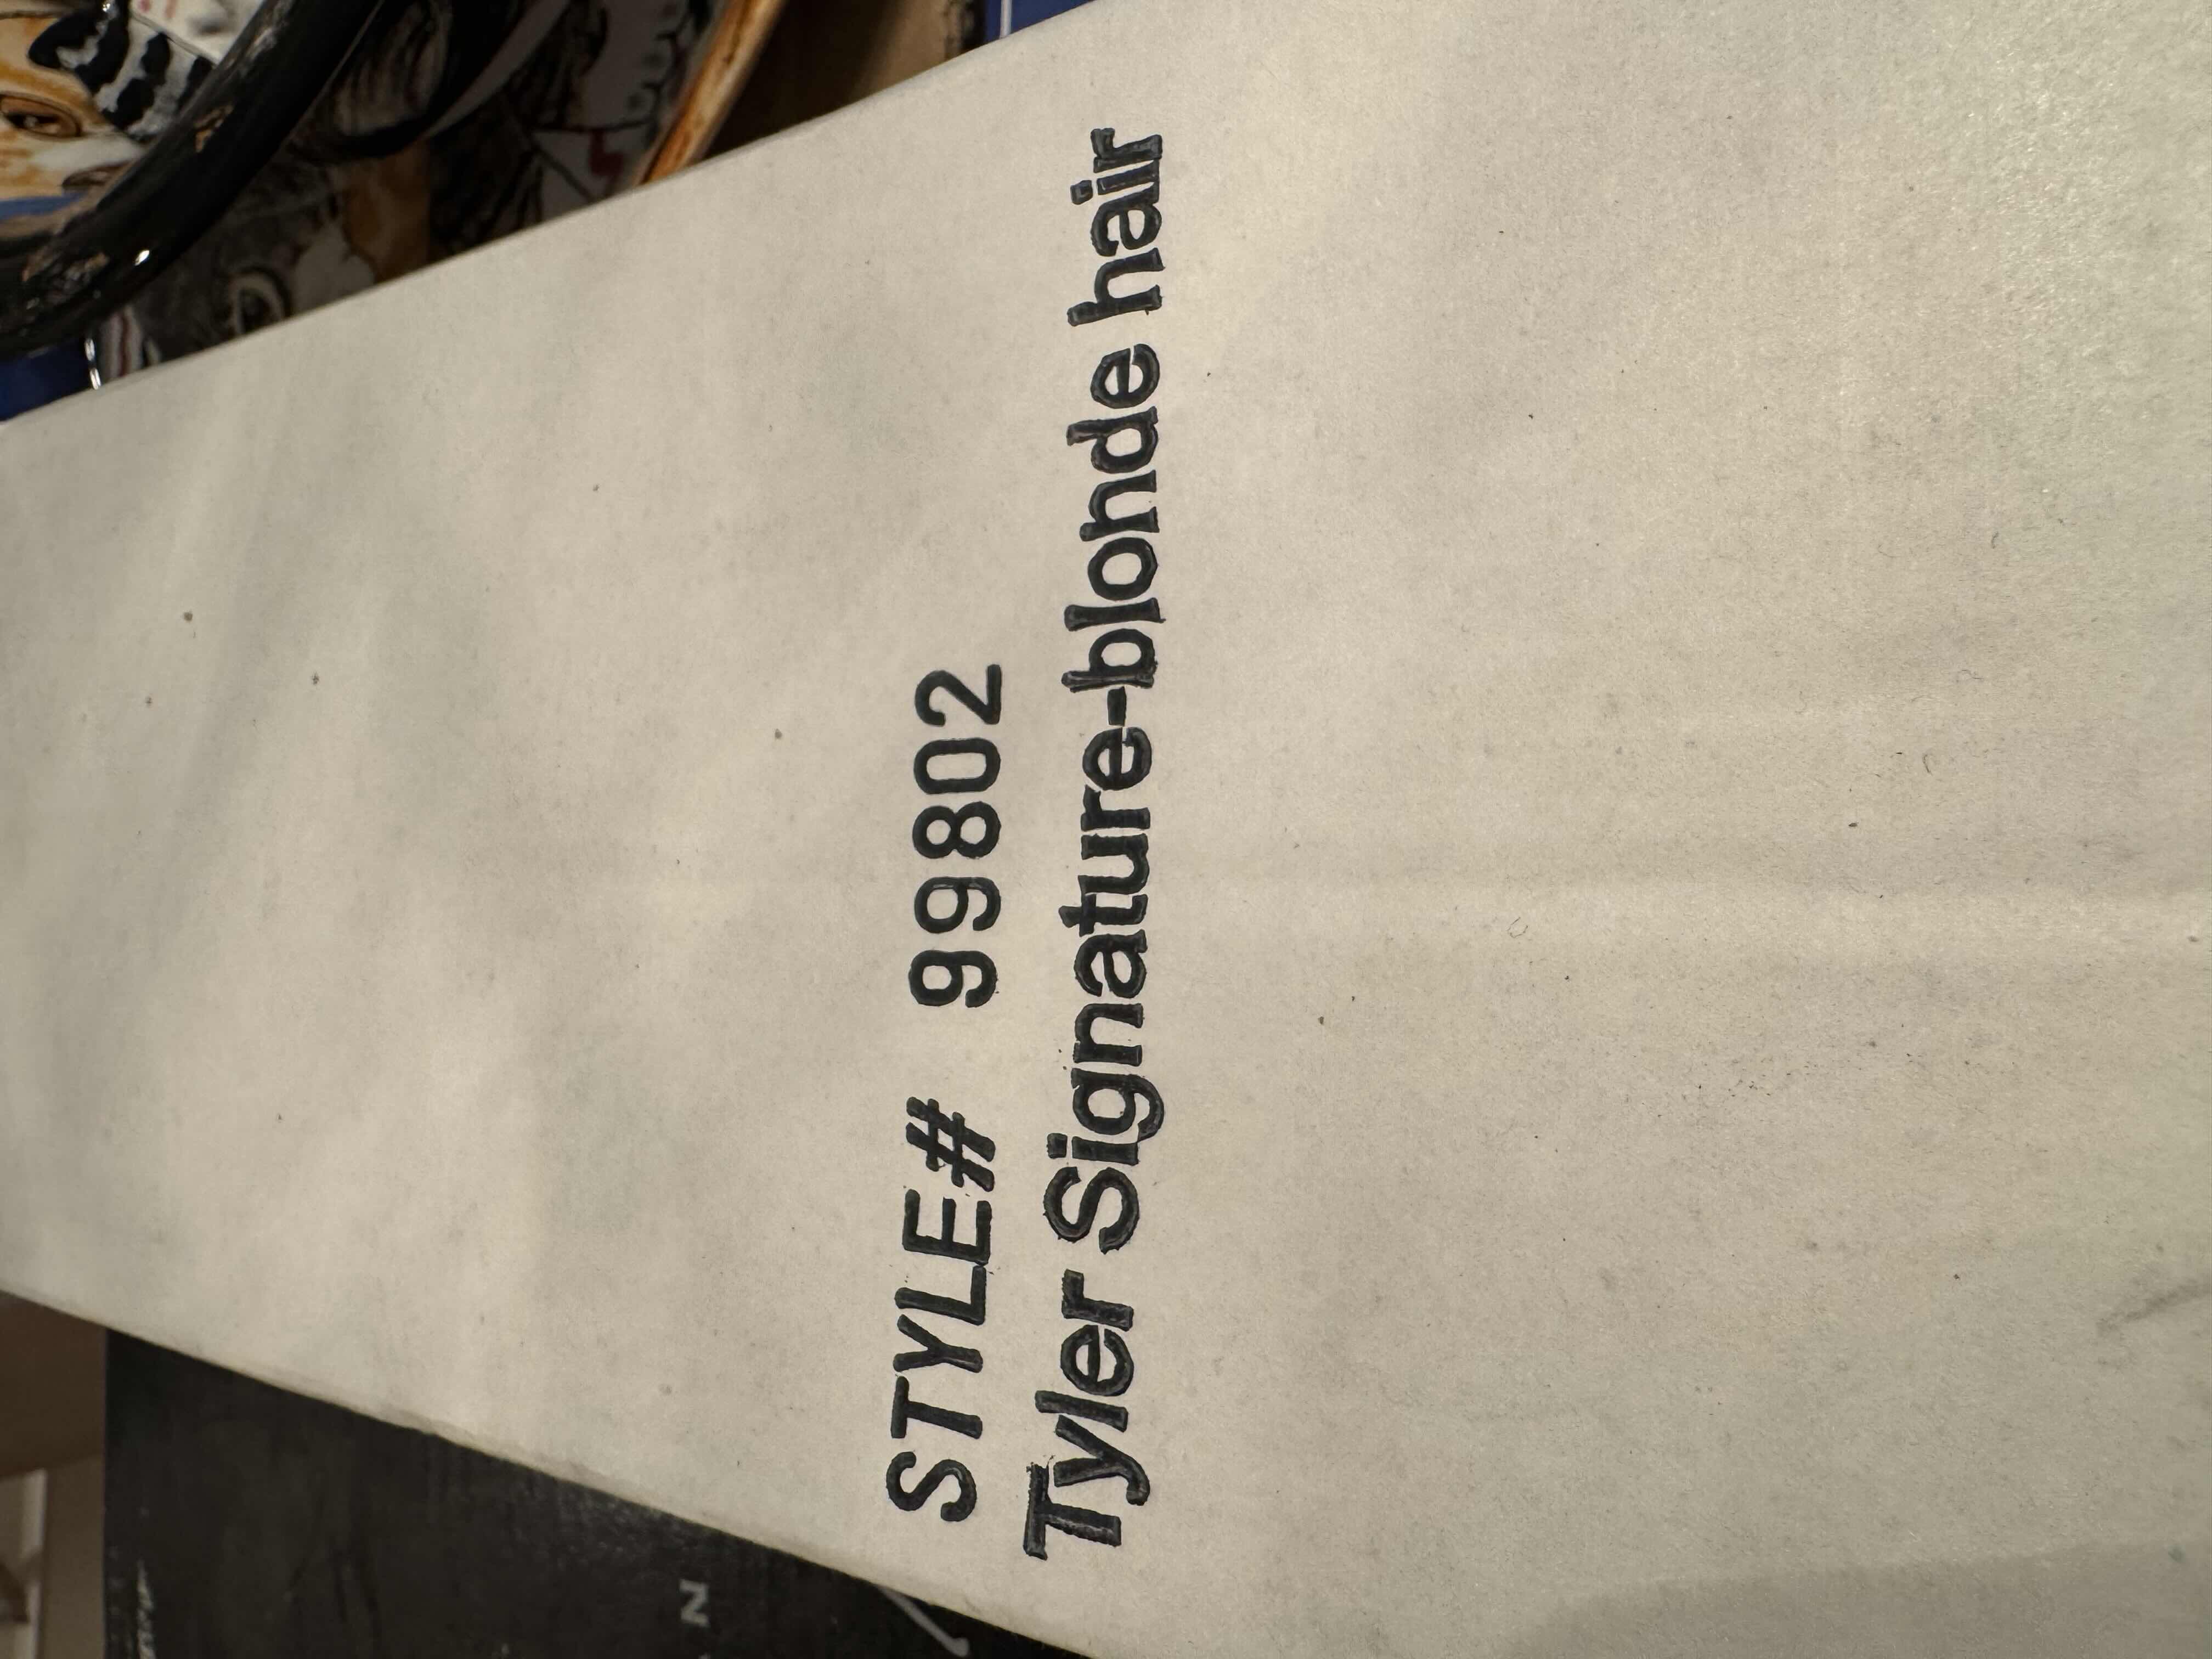 STYLE# 99802
Tyler Signature-blonde hair
N